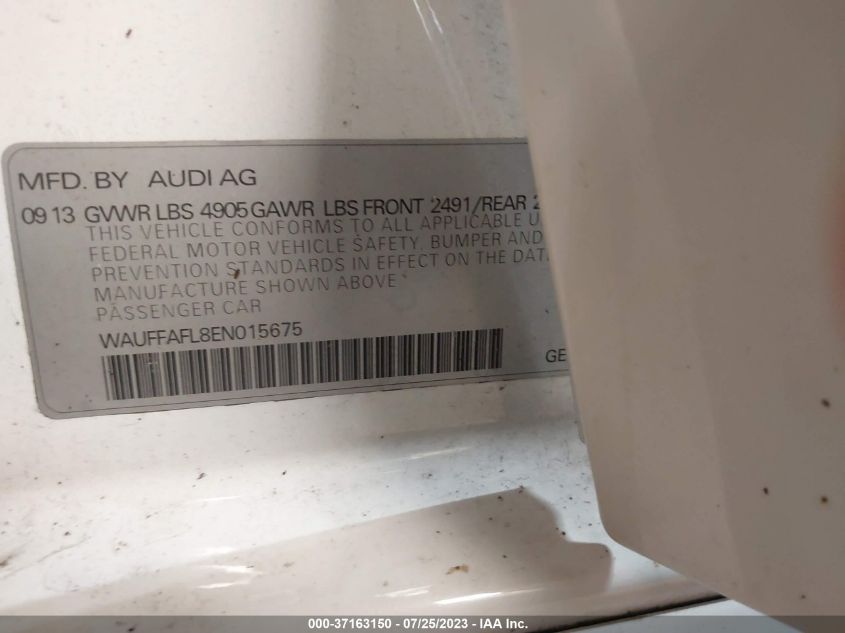 MFD. BY AUDI AG
09 13 GVWR LBS 4905 GAWR LBS FRONT 2491/REAR 2
THIS VEHICLE CONFORMS TO ALL APPLICABLE U
FEDERAL MOTOR VEHICLE SAFETY, BUMPER AND
PREVENTION STANDARDS IN EFFECT ON THE DAT
MANUFACTURE SHOWN ABOVE
PASSENGER CAR
WAUFFAFL8EN015675
GE
000-37163150 - 07/25/2023 - IAA Inc.